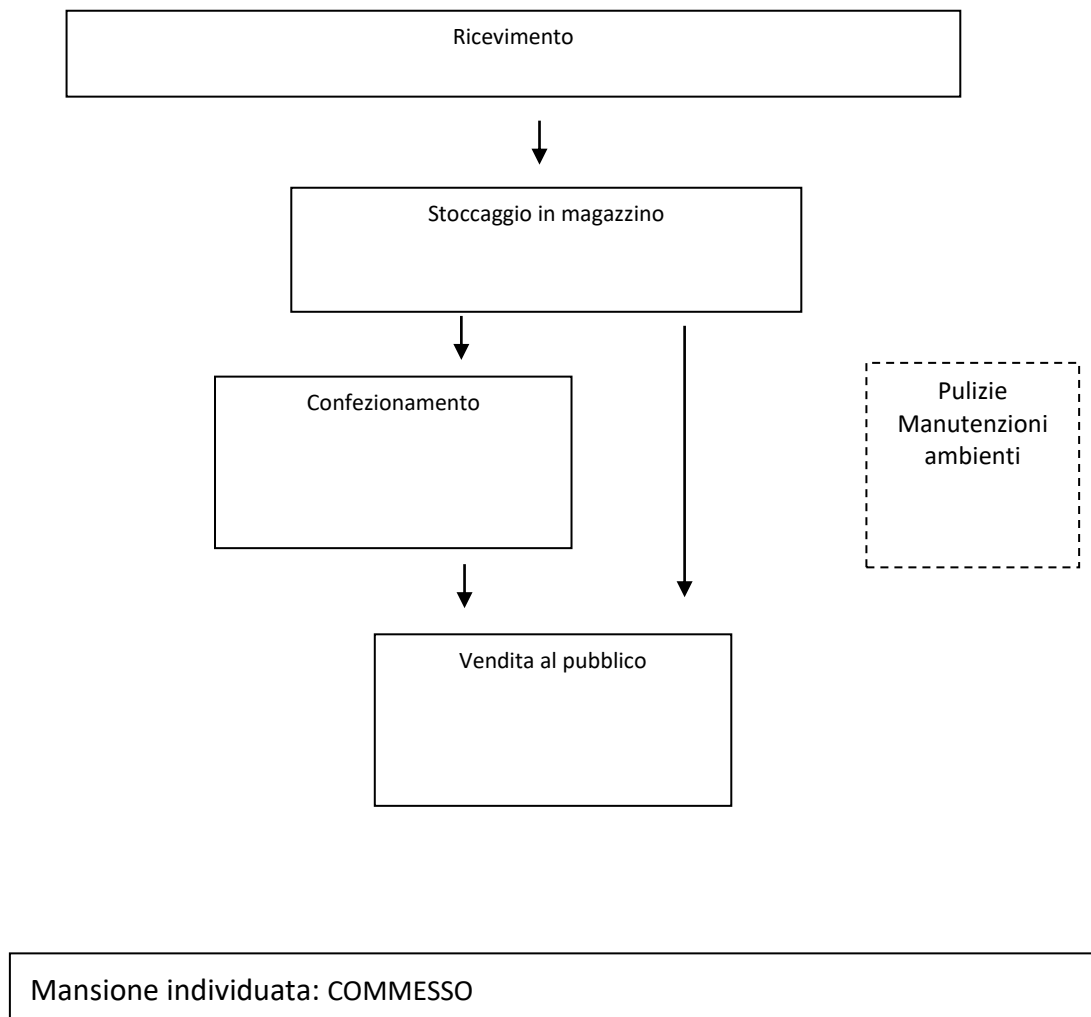 Ricevimento
Stoccaggio in magazzino
Confezionamento
Pulizie
Manutenzioni
ambienti
Vendita al pubblico
Mansione individuata: COMMESSO